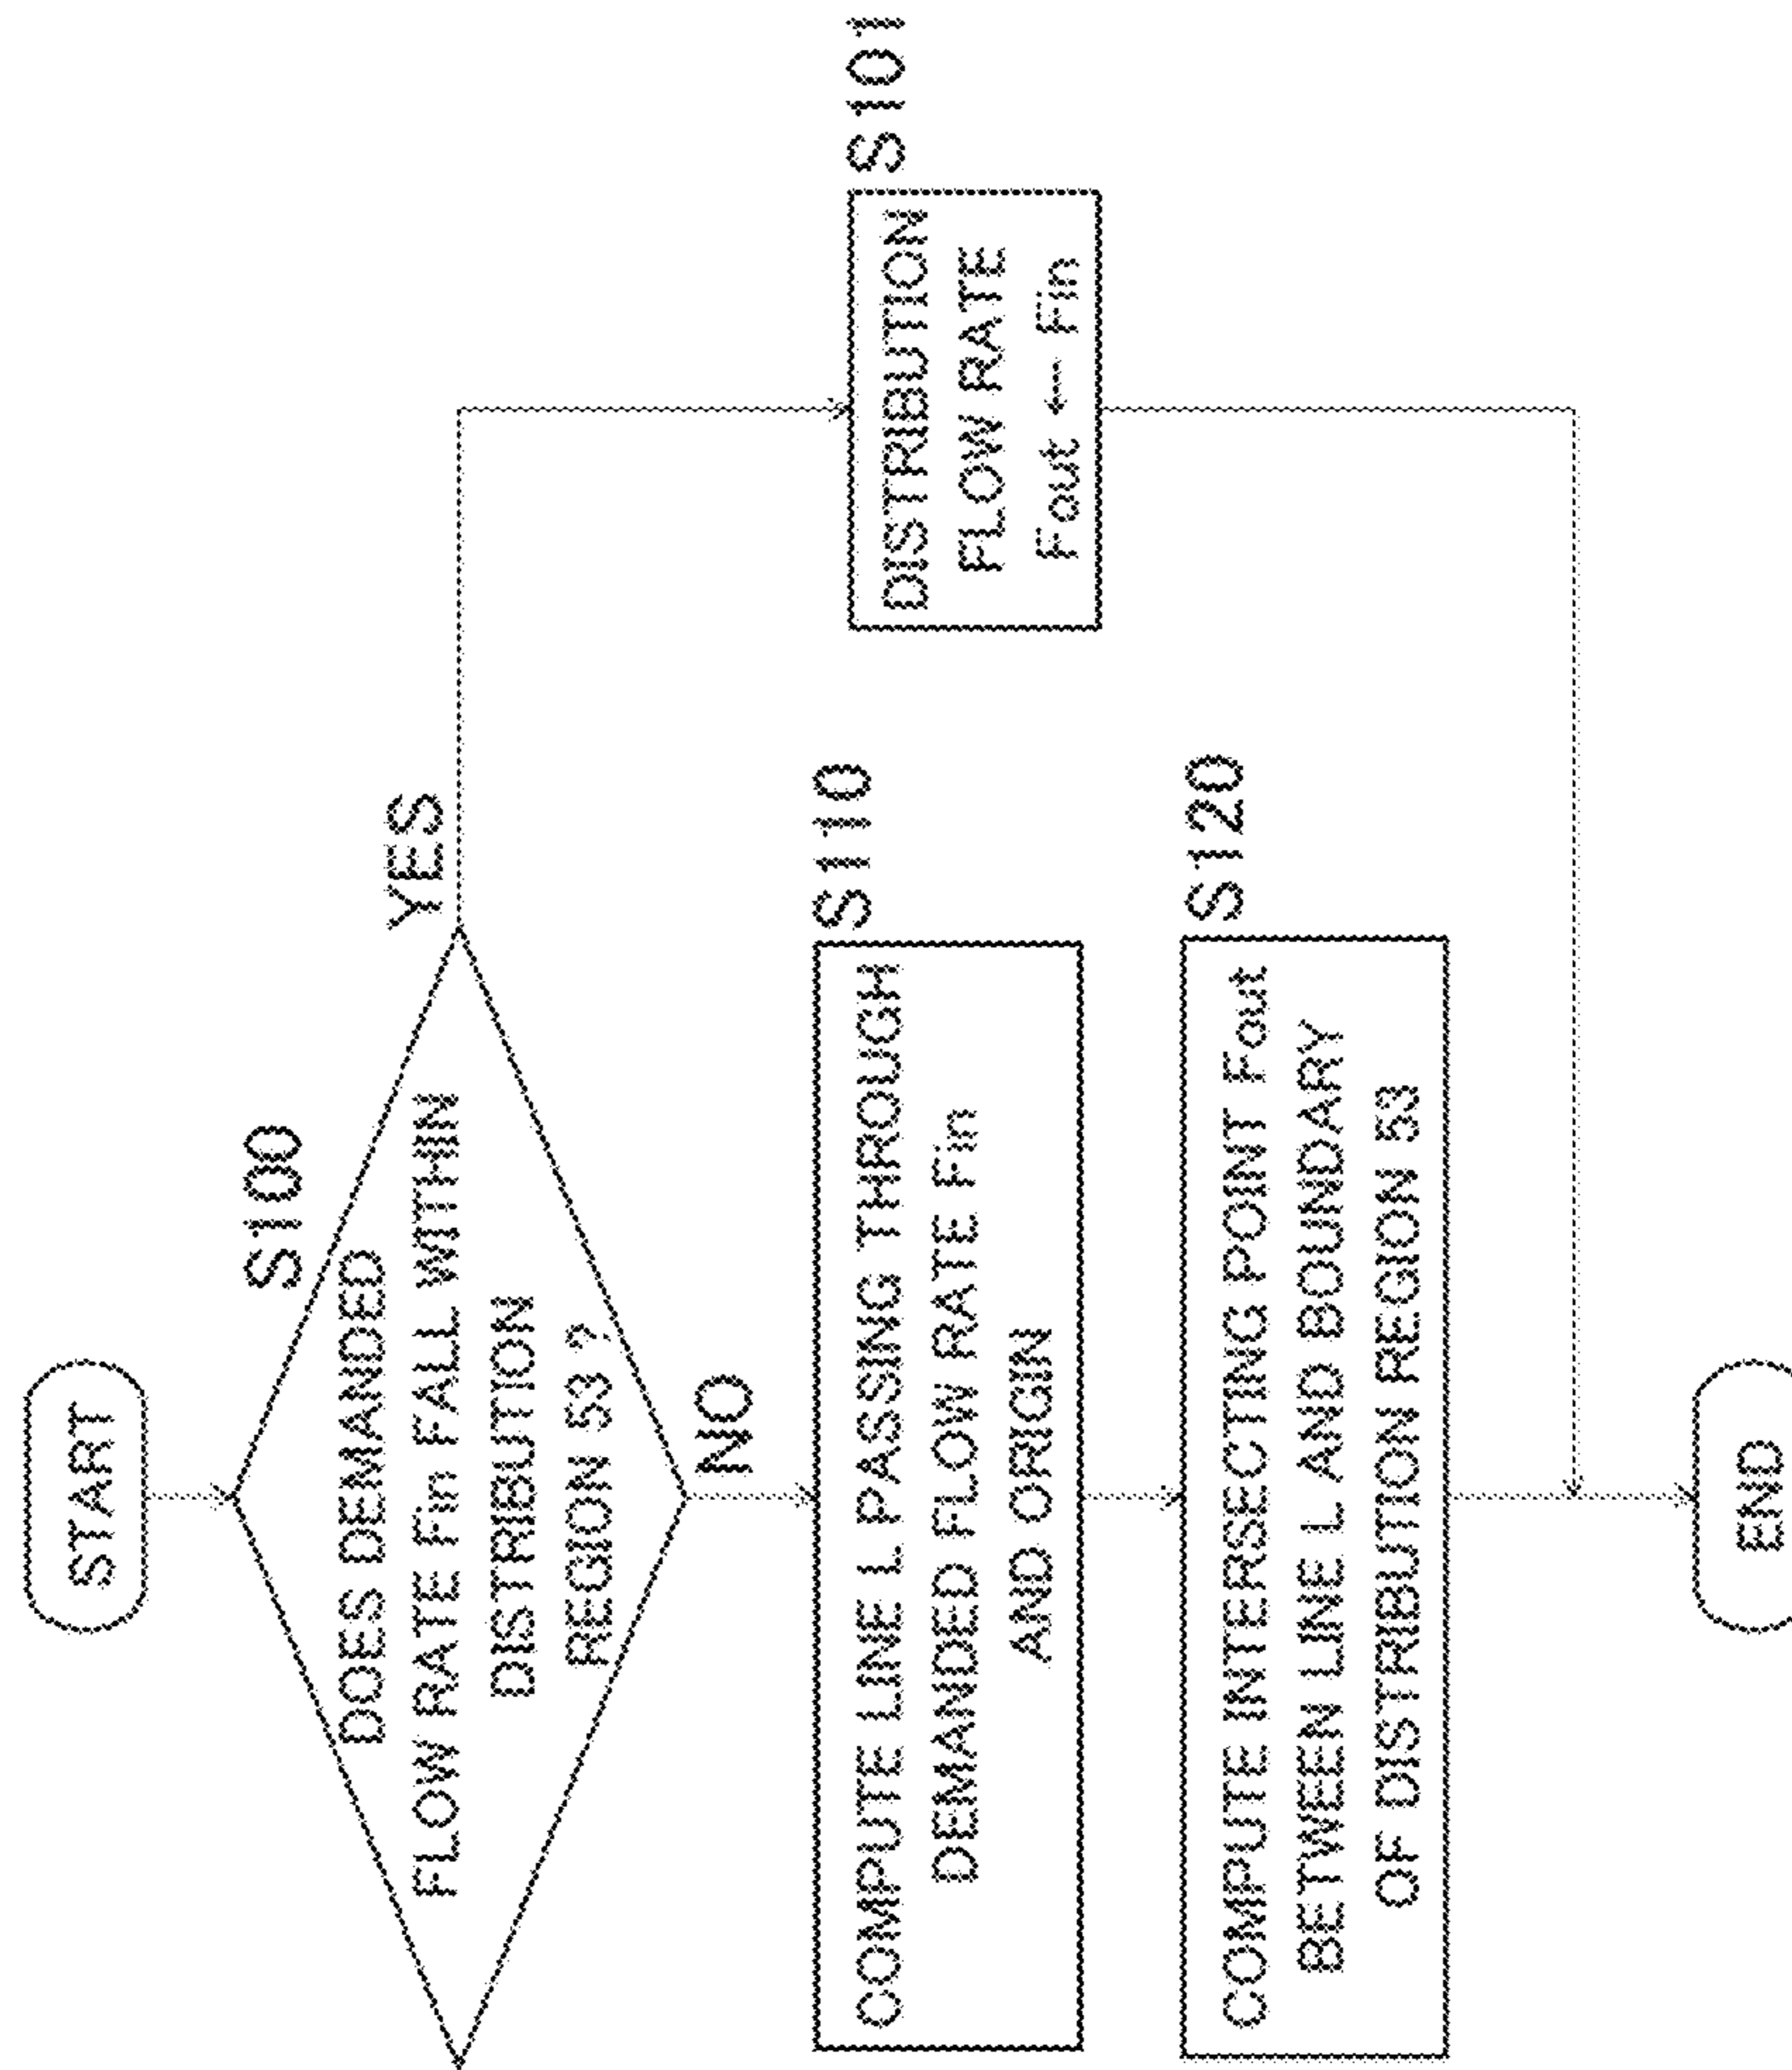 START
S100
DOES DEMANDED
FLOW RATE Fin FALL WITHIN
DISTRIBUTION
REGION 53 ?
YES
NO
S101
DISTRIBUTION
FLOW RATE
Fout ← Fin
S110
COMPUTE LINE L PASSING THROUGH
DEMANDED FLOW RATE Fin
AND ORIGIN
S120
COMPUTE INTERSECTING POINT Fout
BETWEEN LINE L AND BOUNDARY
OF DISTRIBUTION REGION 53
END